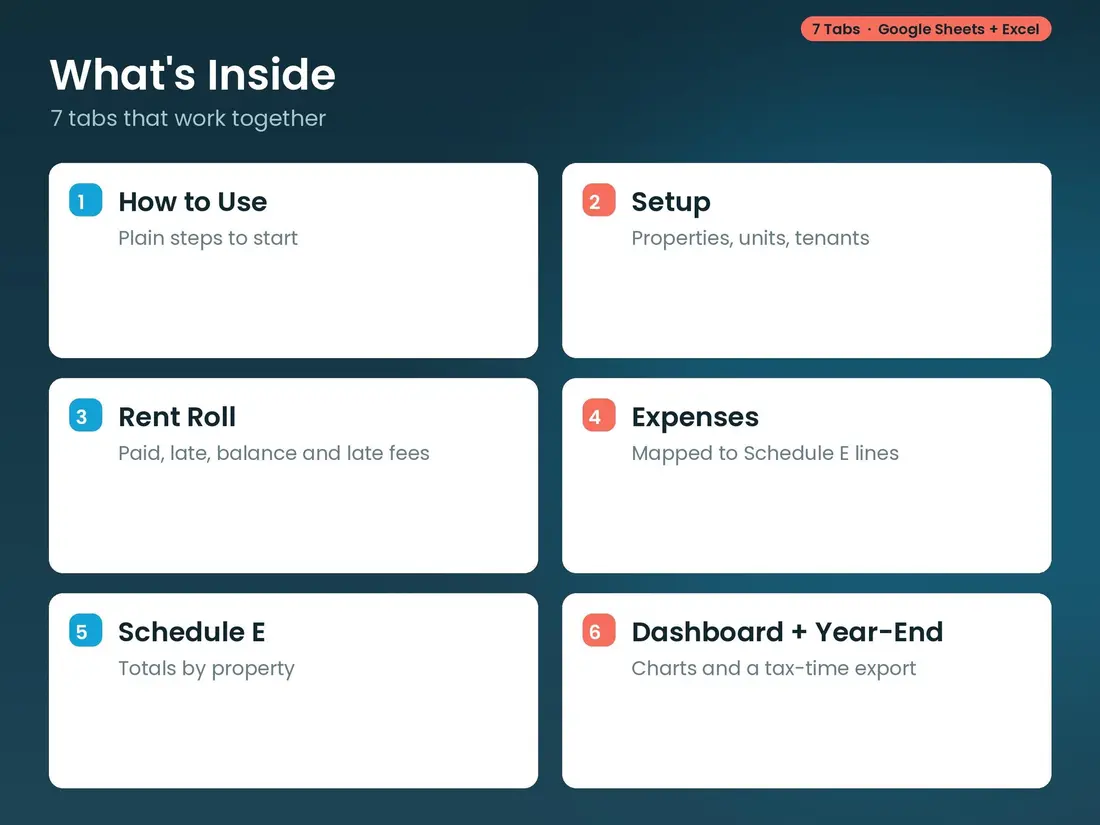 7 Tabs · Google Sheets + Excel
What's Inside
7 tabs that work together
1 How to Use
Plain steps to start
2 Setup
Properties, units, tenants
3 Rent Roll
Paid, late, balance and late fees
4 Expenses
Mapped to Schedule E lines
5 Schedule E
Totals by property
6 Dashboard + Year-End
Charts and a tax-time export